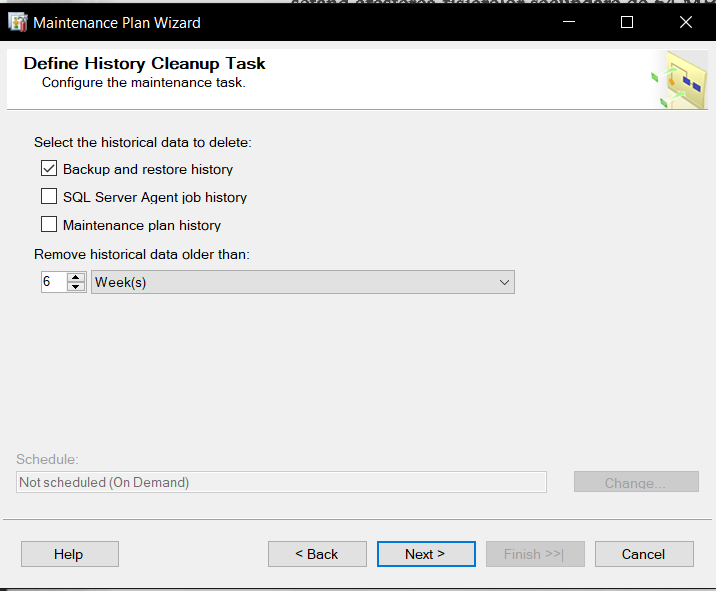 Maintenance Plan Wizard
Define History Cleanup Task
Configure the maintenance task.
Select the historical data to delete:
Backup and restore history
SQL Server Agent job history
Maintenance plan history
Remove historical data older than:
6 Week(s)
Schedule:
Not scheduled (On Demand)
Change...
Help
< Back
Next >
Finish >>|
Cancel